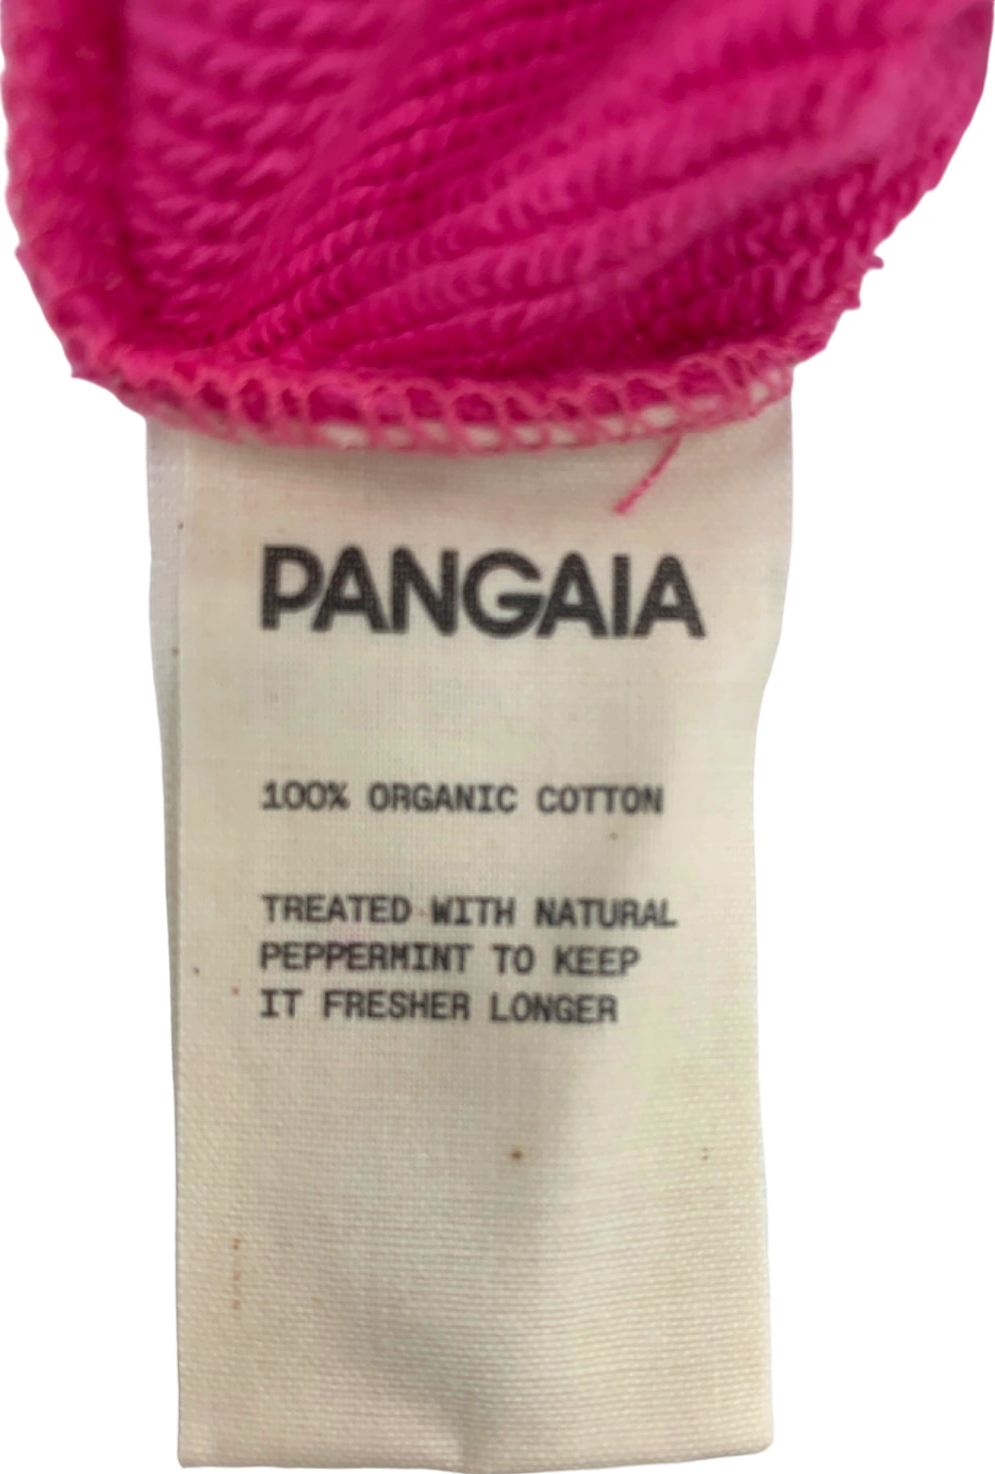 PANGAIA
100% ORGANIC COTTON
TREATED WITH NATURAL
PEPPERMINT TO KEEP
IT FRESHER LONGER